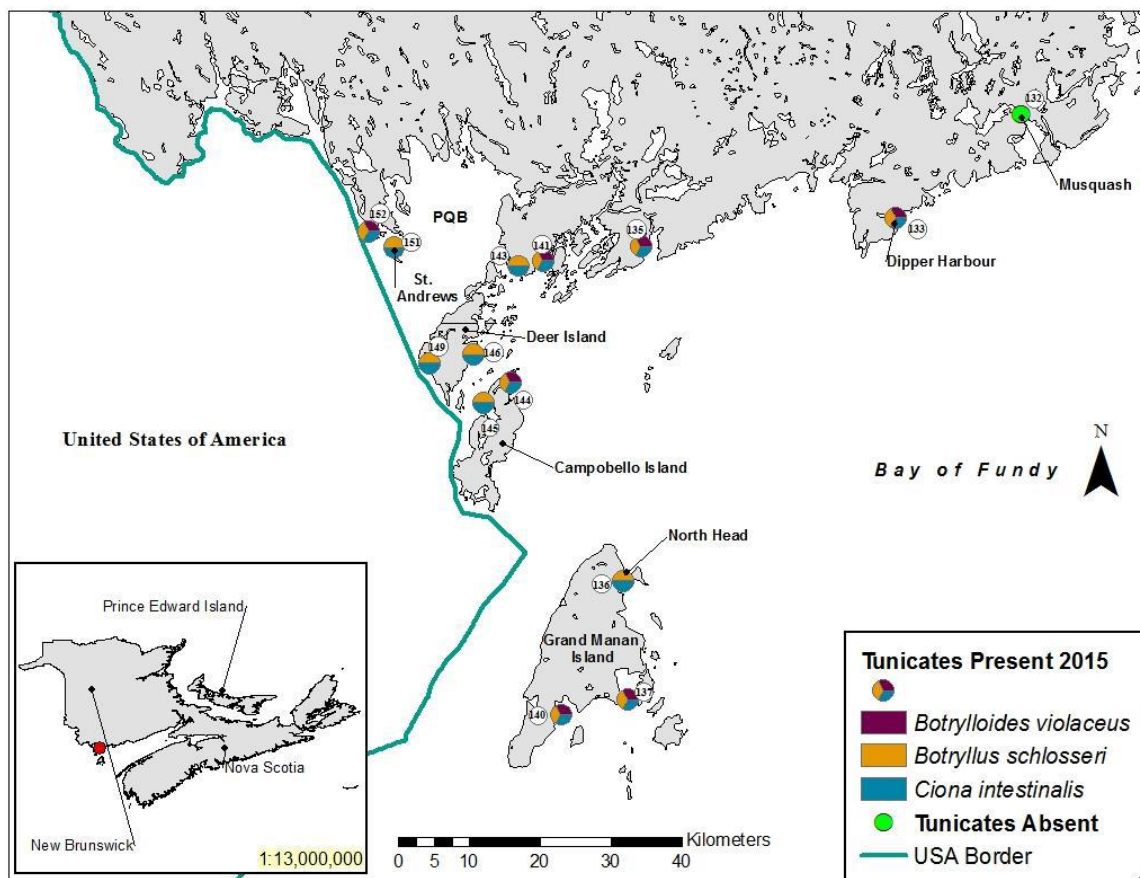 132
Musquash
152
PQB
151
135
133
141
143
Dipper Harbour
St.
Andrews
Deer Island
149
146
144
United States of America
145
Campobello Island
N
Bay of Fundy
North Head
136
Grand Manan
Island
137
140
Prince Edward Island
Nova Scotia
New Brunswick
1:13,000,000
Kilometers
0 5 10 20 30 40
Tunicates Present 2015
Botrylloides violaceus
Botryllus schlosseri
Ciona intestinalis
Tunicates Absent
USA Border